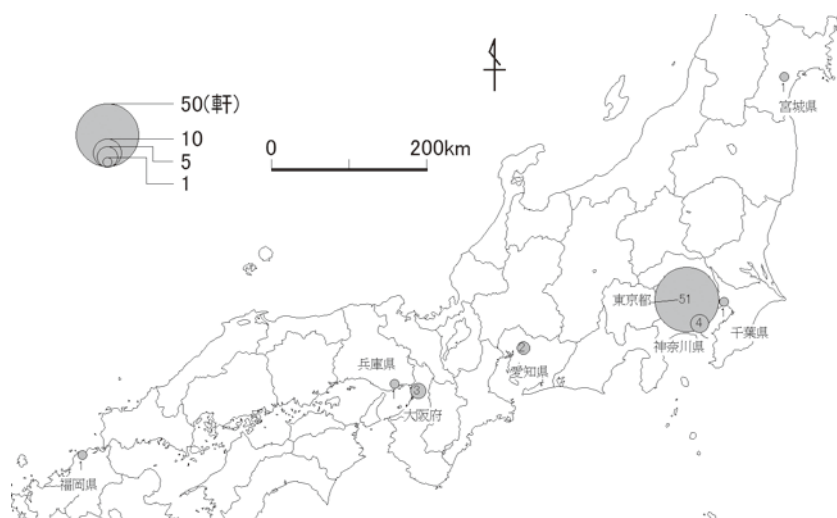 50(軒)
10
5
1
0
200km
1
宮城県
東京都
51
4
1
千葉県
神奈川県
2
愛知県
兵庫県
1
3
大阪府
1
福岡県